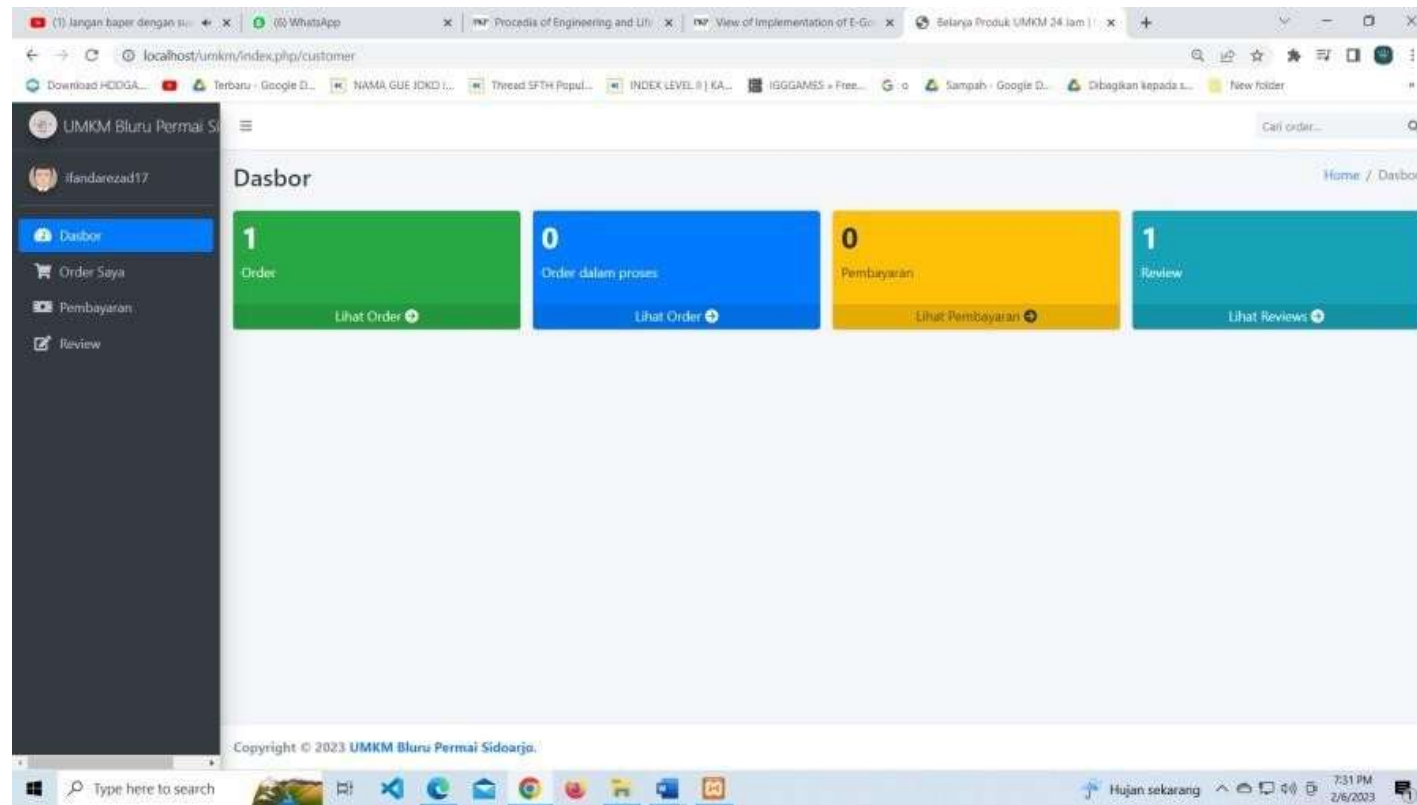 (1) Jangan baper dengan
(6) WhatsApp
Procedia of Engineering and Life
View of Implementation of E-Go
Belanja Produk UMKM 24 Jam |
localhost/umkm/index.php/customer
Terbaru - Google D...
NAMA GUE JOKO I...
Thread SFTH Popul...
INDEX LEVEL II | KA...
IGGGAMES » Free...
G o
Sampah - Google D...
Dibagikan kepada s...
New folder
UMKM Bluru Permai Si
Cari order...
ifandarezad17
Dasbor
Home / Dasbor
Dasbor
Order Saya
Pembayaran
Review
1
Order
Lihat Order
0
Order dalam proses
Lihat Order
0
Pembayaran
Lihat Pembayaran
1
Review
Lihat Reviews
Copyright © 2023 UMKM Bluru Permai Sidoarjo.
Type here to search
Hujan sekarang
7:31 PM
2/6/2023